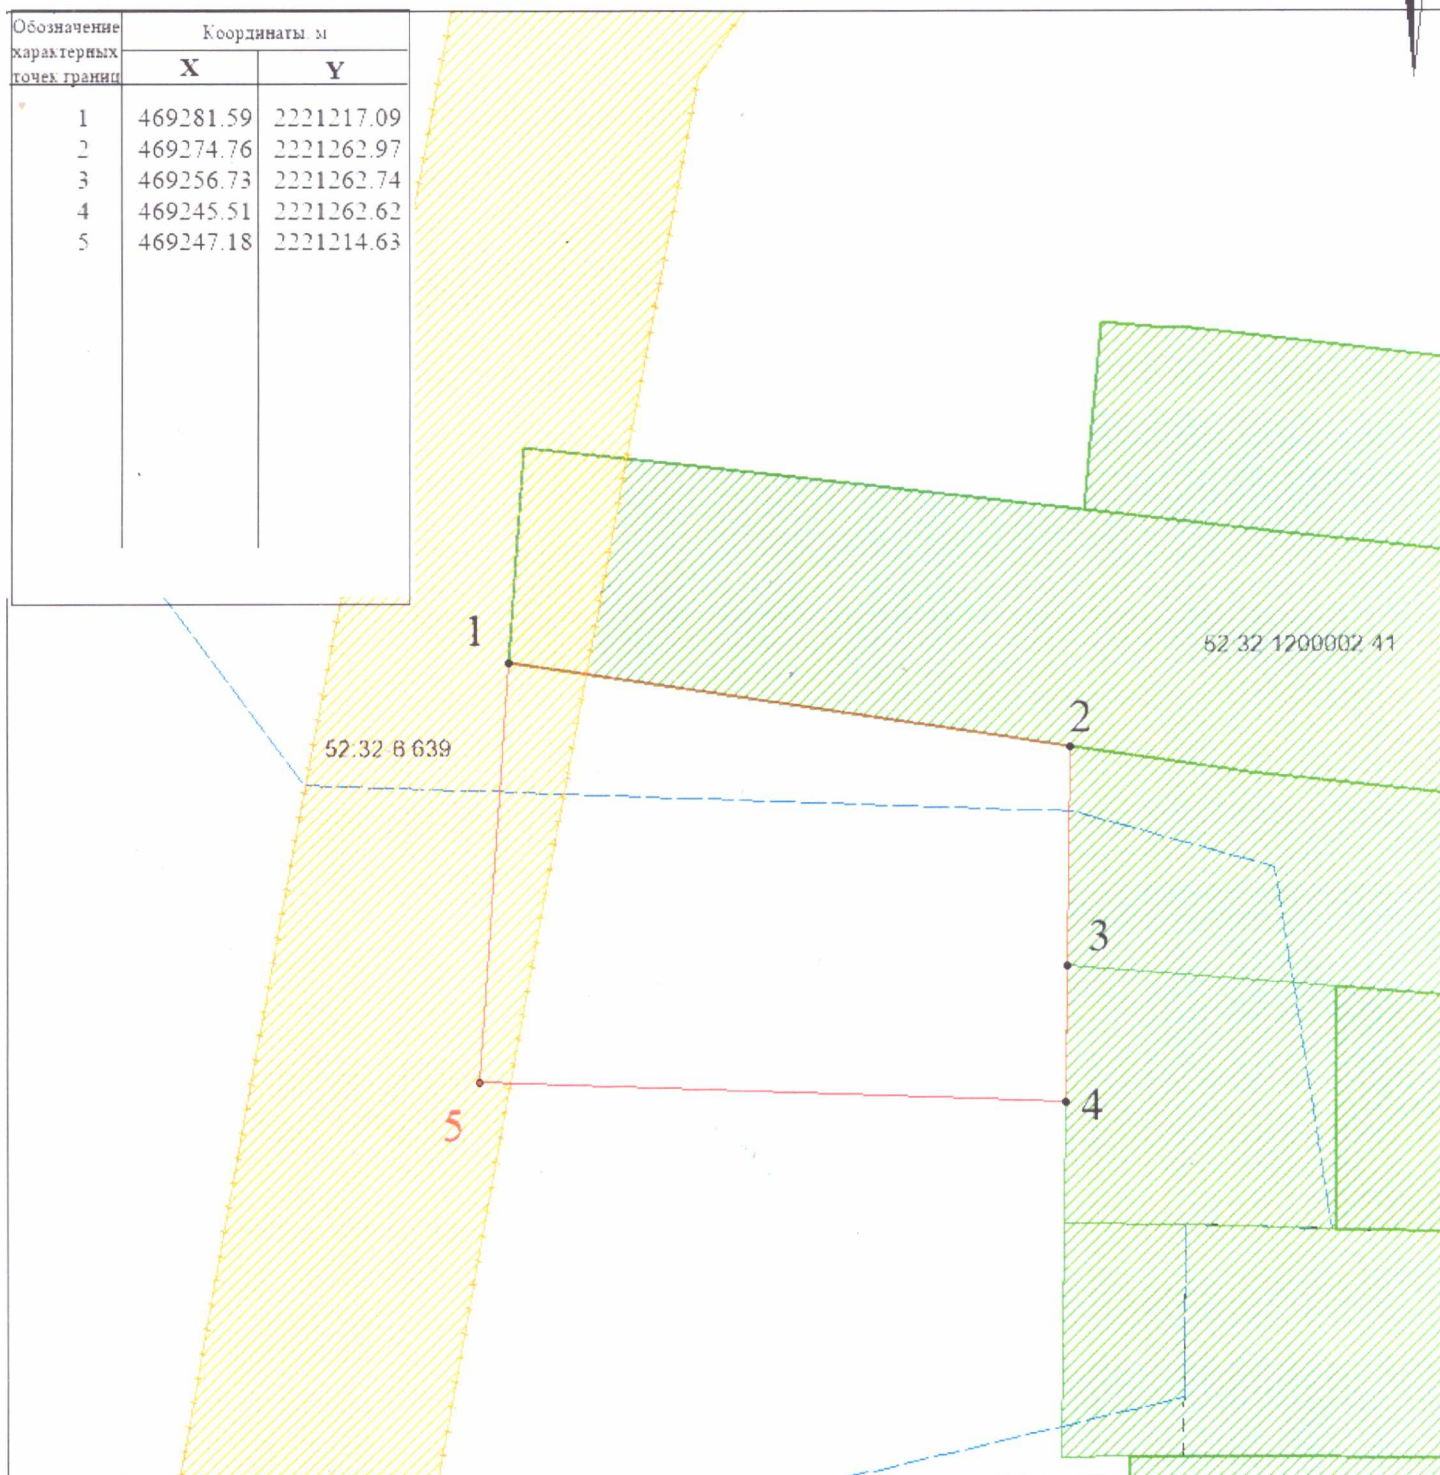 Обозначение характерных точек границ
Координаты, м
X Y
1 469281.59 2221217.09
2 469274.76 2221262.97
3 469256.73 2221262.74
4 469245.51 2221262.62
5 469247.18 2221214.63
1
52 32 1200002 41
2
52:32 6 639
3
4
5